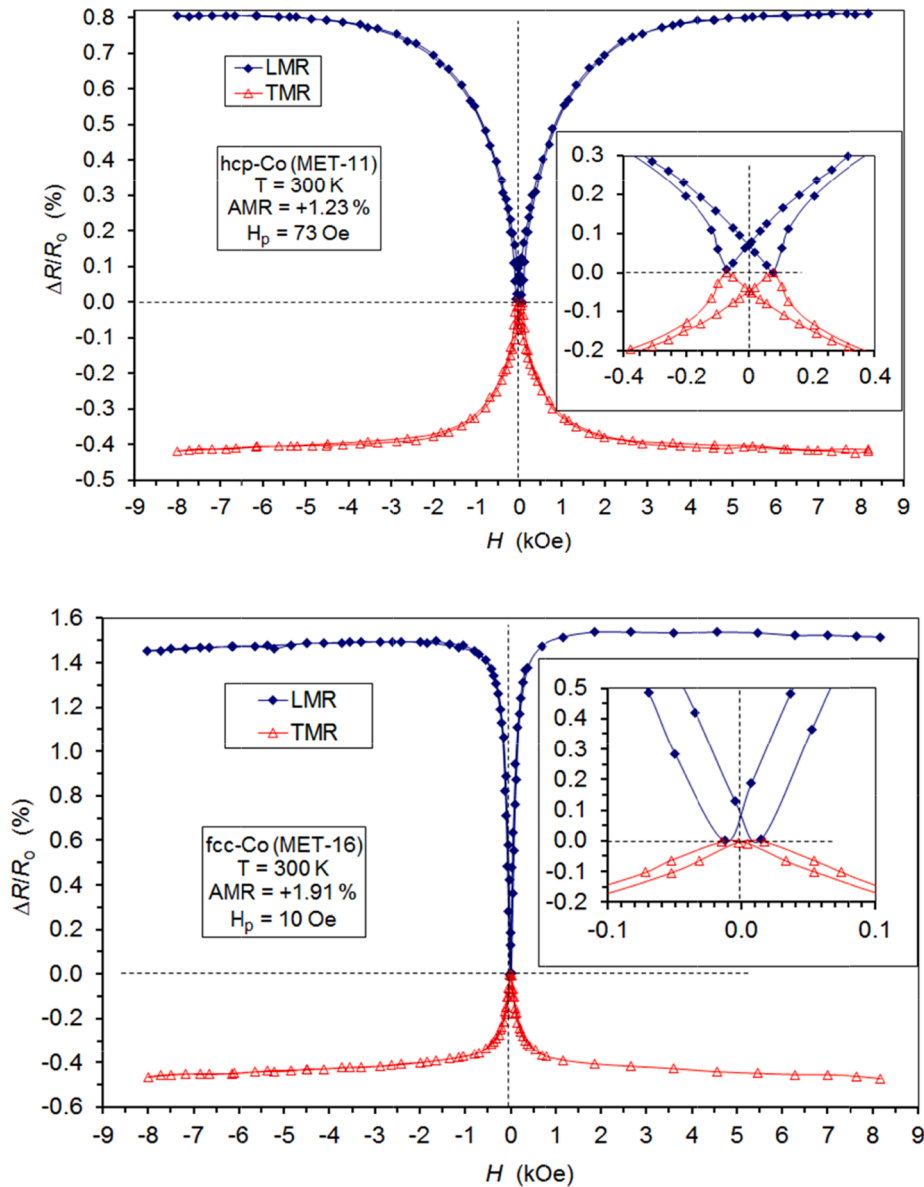 0.8
0.7
0.6
0.5
0.4
0.3
0.2
0.1
0.0
-0.1
-0.2
-0.3
-0.4
-0.5
ΔR/R₀ (%)
LMR
TMR
hcp-Co (MET-11)
T = 300 K
AMR = +1.23 %
Hₚ = 73 Oe
0.3
0.2
0.1
0.0
-0.1
-0.2
-0.4 -0.2 0 0.2 0.4
-9 -8 -7 -6 -5 -4 -3 -2 -1 0 1 2 3 4 5 6 7 8 9
H (kOe)
1.6
1.4
1.2
1.0
0.8
0.6
0.4
0.2
0.0
-0.2
-0.4
-0.6
ΔR/R₀ (%)
LMR
TMR
fcc-Co (MET-16)
T = 300 K
AMR = +1.91 %
Hₚ = 10 Oe
0.5
0.4
0.3
0.2
0.1
0.0
-0.1
-0.2
-0.1 0.0 0.1
-9 -8 -7 -6 -5 -4 -3 -2 -1 0 1 2 3 4 5 6 7 8 9
H (kOe)